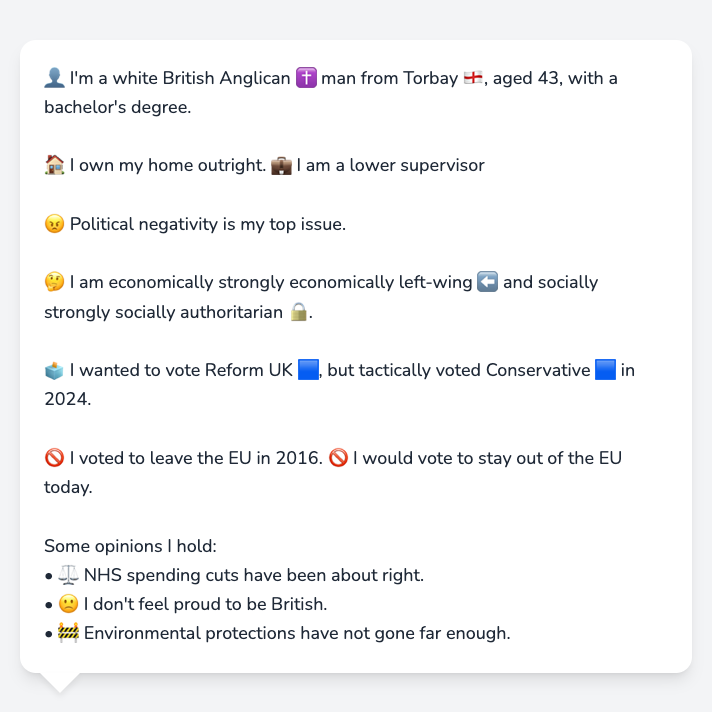 👤 I'm a white British Anglican ✝️ man from Torbay 🏴󠁧󠁢󠁥󠁮󠁧󠁿, aged 43, with a
bachelor's degree.
🏠 I own my home outright. 💼 I am a lower supervisor
😠 Political negativity is my top issue.
🤔 I am economically strongly economically left-wing ⬅️ and socially
strongly socially authoritarian 🔒.
🗳️ I wanted to vote Reform UK 🟦, but tactically voted Conservative 🟦 in
2024.
🚫 I voted to leave the EU in 2016. 🚫 I would vote to stay out of the EU
today.
Some opinions I hold:
• ⚖️ NHS spending cuts have been about right.
• 🙁 I don't feel proud to be British.
• 🚧 Environmental protections have not gone far enough.